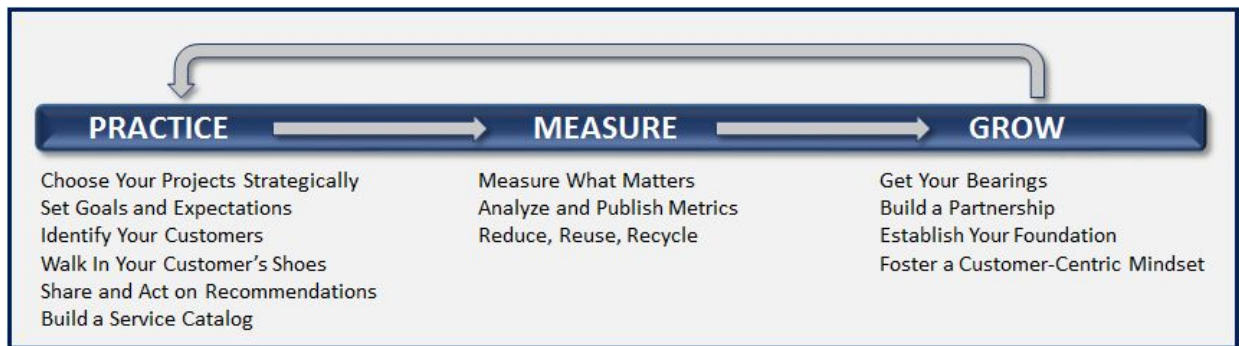 PRACTICE
MEASURE
GROW
Choose Your Projects Strategically
Set Goals and Expectations
Identify Your Customers
Walk In Your Customer’s Shoes
Share and Act on Recommendations
Build a Service Catalog
Measure What Matters
Analyze and Publish Metrics
Reduce, Reuse, Recycle
Get Your Bearings
Build a Partnership
Establish Your Foundation
Foster a Customer-Centric Mindset